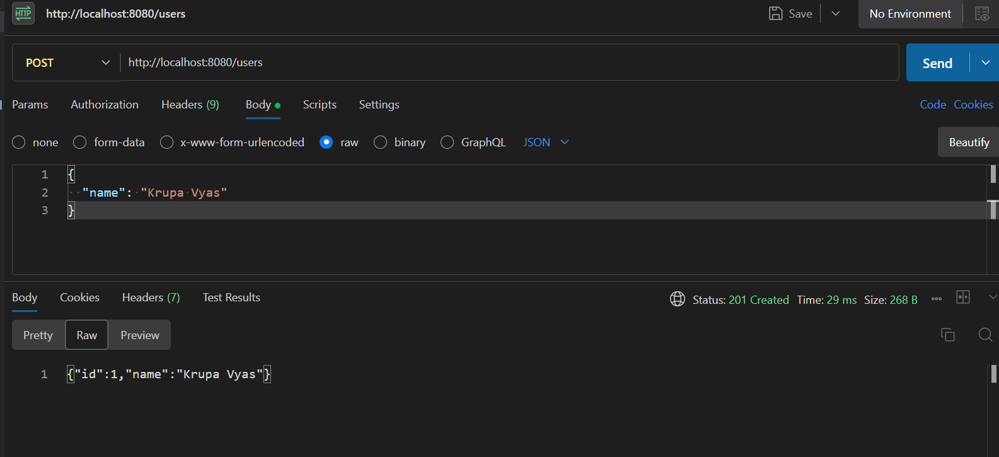 HTTP http://localhost:8080/users Save No Environment
POST http://localhost:8080/users Send
Params Authorization Headers (9) Body Scripts Settings Code Cookies
none form-data x-www-form-urlencoded raw binary GraphQL JSON Beautify
1 {
2 "name": "Krupa Vyas"
3 }
Body Cookies Headers (7) Test Results Status: 201 Created Time: 29 ms Size: 268 B
Pretty Raw Preview
1 {"id":1,"name":"Krupa Vyas"}